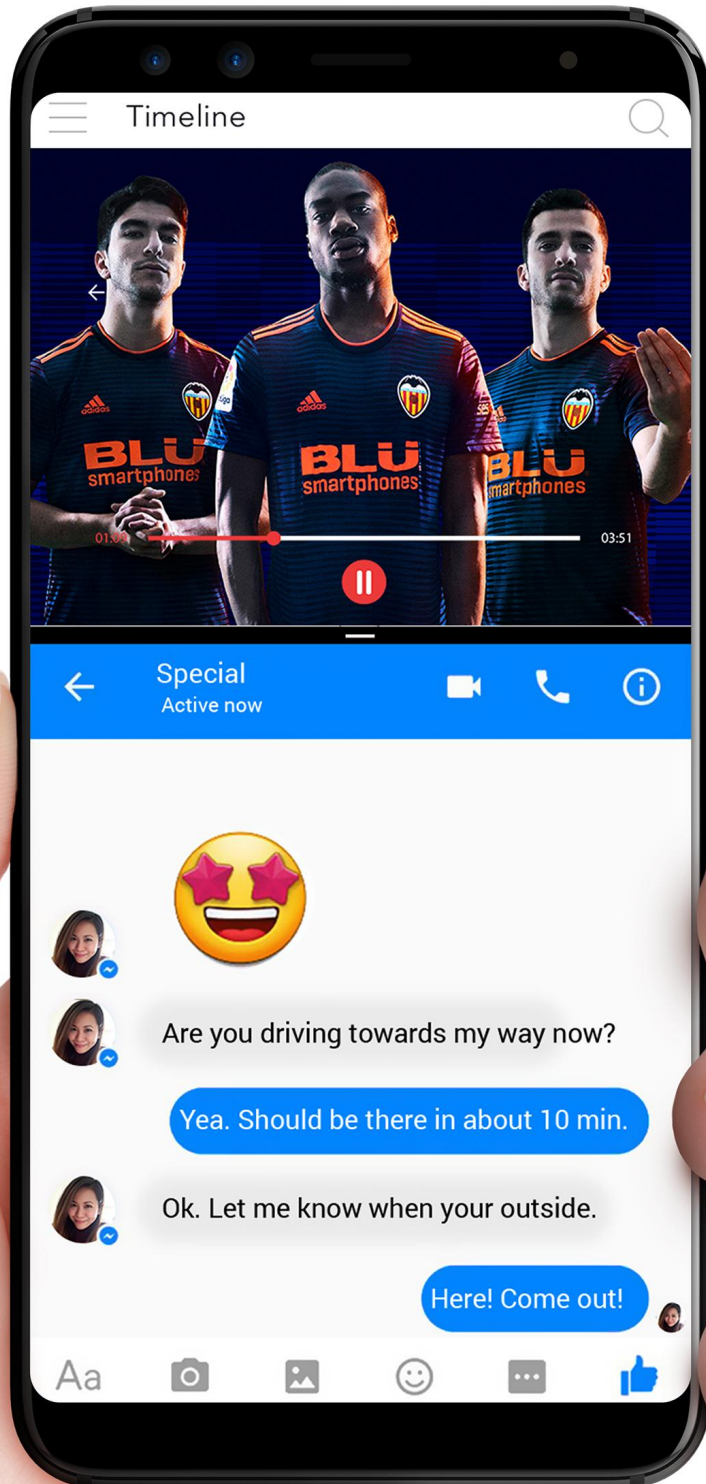 Timeline
adidas
adidas
BLU
smartphones
BLU
smartphones
BLU
smartphones
03:51
Special
Active now
Are you driving towards my way now?
Yea. Should be there in about 10 min.
Ok. Let me know when your outside.
Here! Come out!
Aa